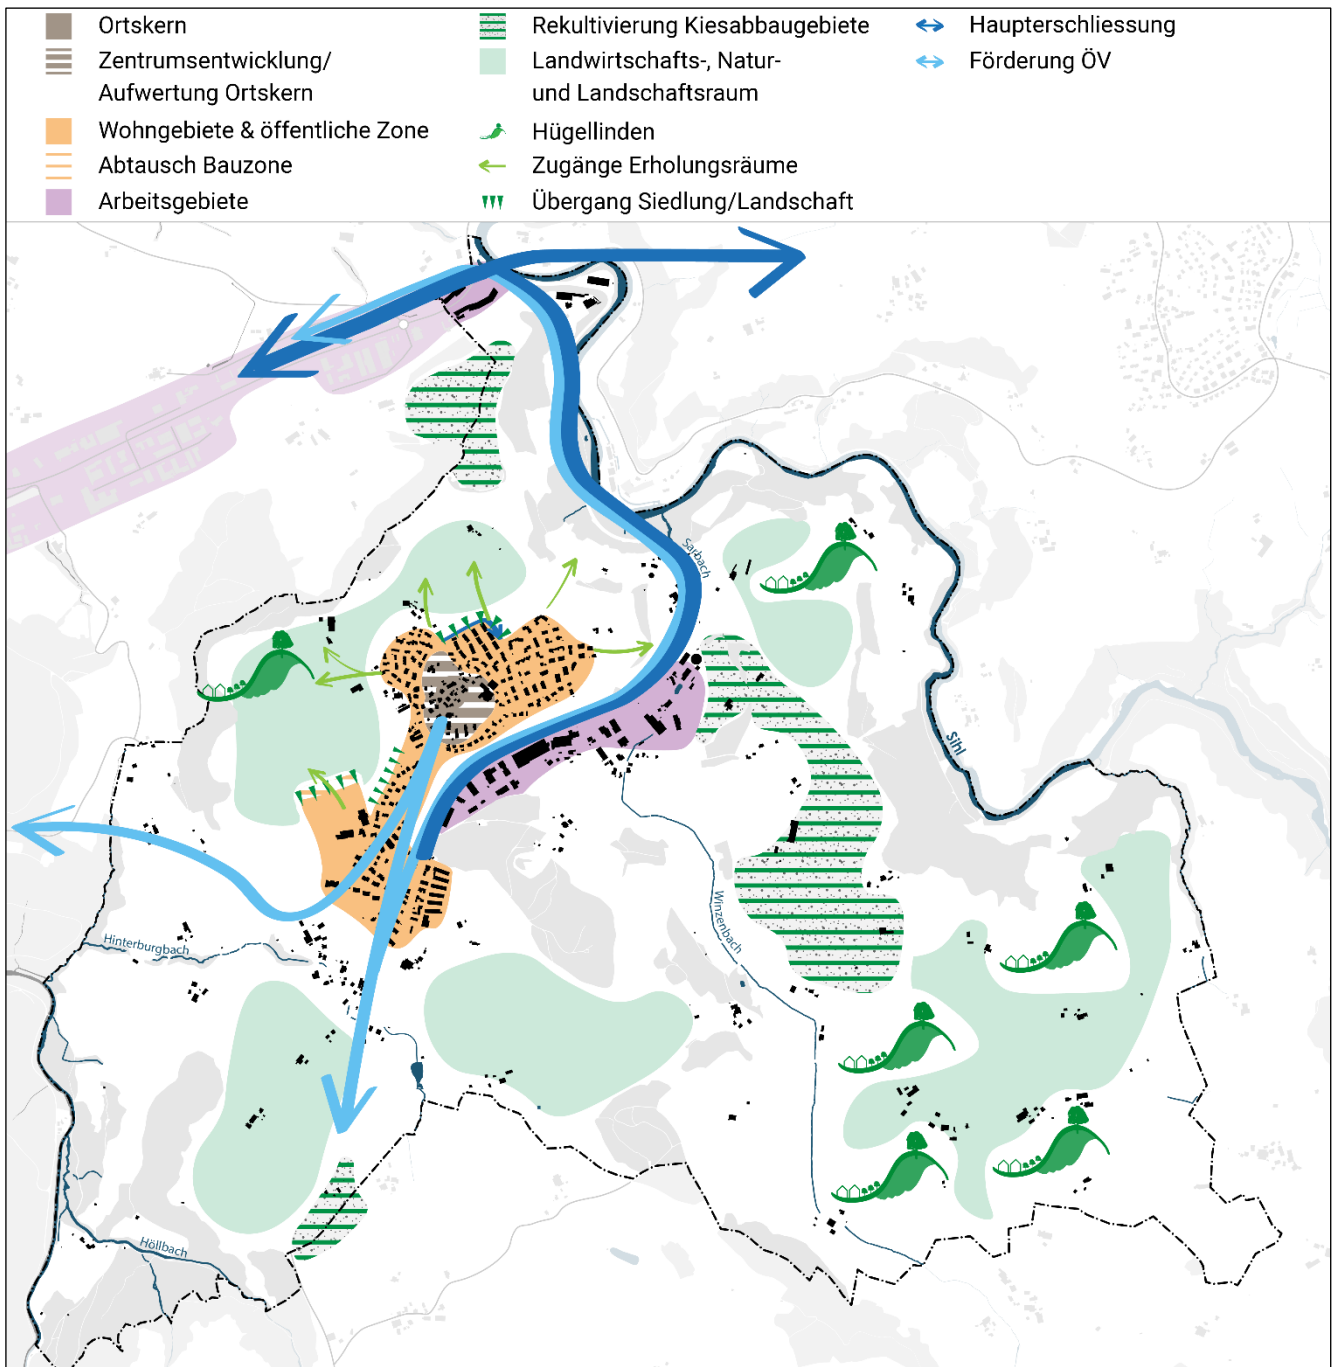 Ortskern
Zentrumsentwicklung/
Aufwertung Ortskern
Wohngebiete & öffentliche Zone
Abtausch Bauzone
Arbeitsgebiete
Rekultivierung Kiesabbaugebiete
Landwirtschafts-, Natur-
und Landschaftsraum
Hügellinden
Zugänge Erholungsräume
Übergang Siedlung/Landschaft
Haupterschliessung
Förderung ÖV
Sarbach
Sihl
Winzenbach
Hinterburgbach
Höllbach